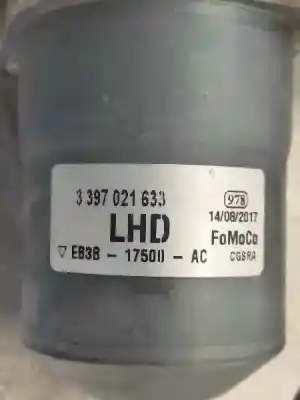 3 397 021 633
978
14/08/2017
LHD
FoMoCo
▽ EB3B - 17500 - AC
CGSRA